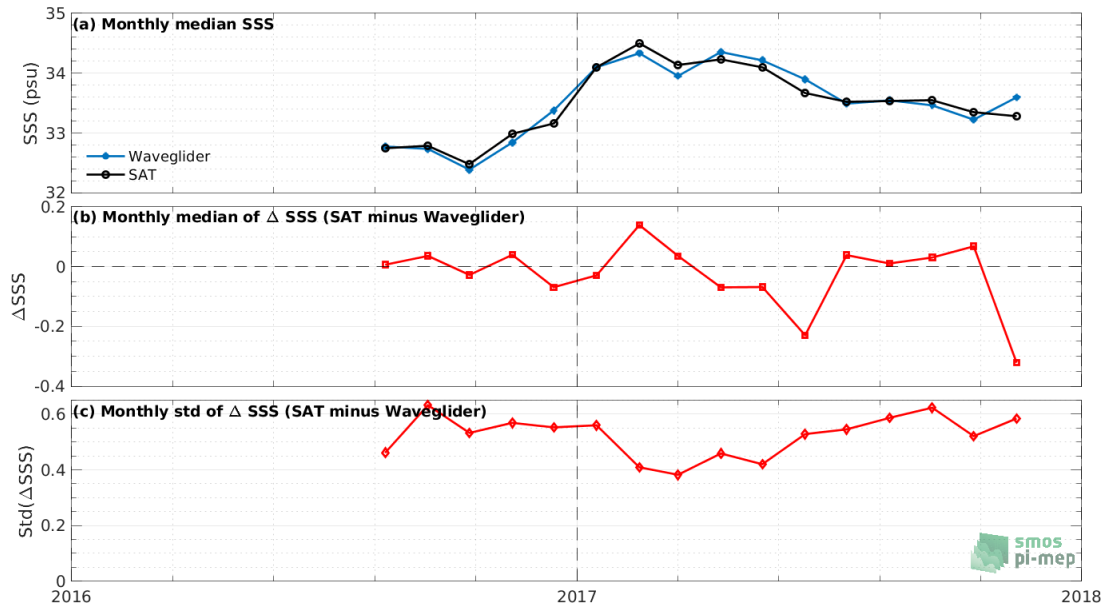 (a) Monthly median SSS
35
34
33
32
SSS (psu)
Waveglider
SAT
(b) Monthly median of Δ SSS (SAT minus Waveglider)
0.2
0
-0.2
-0.4
ΔSSS
(c) Monthly std of Δ SSS (SAT minus Waveglider)
0.6
0.4
0.2
0
Std(ΔSSS)
smos
pi-mep
2016
2017
2018